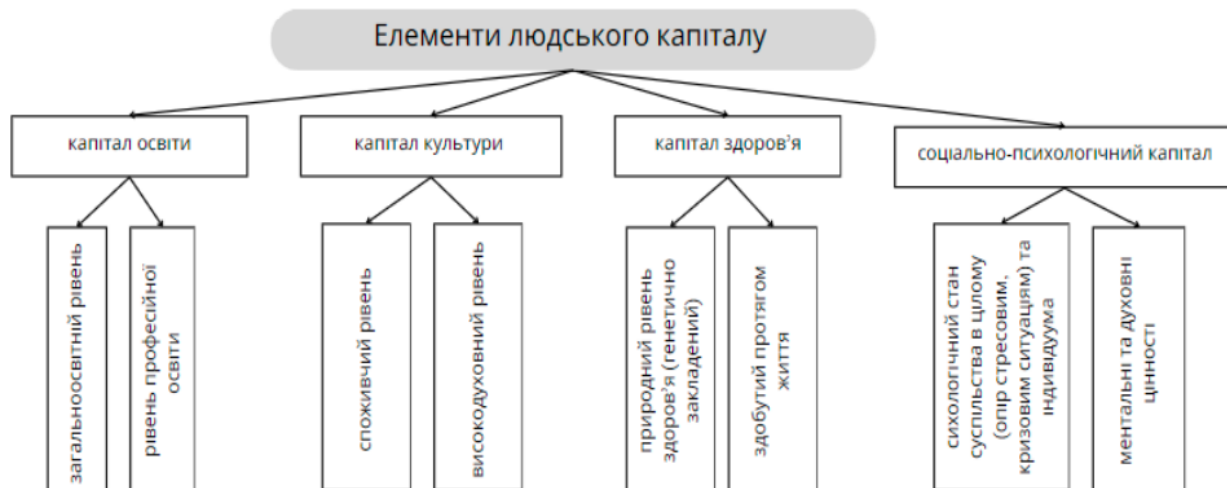 Елементи людського капіталу
капітал освіти
капітал культури
капітал здоров’я
соціально-психологічний капітал
загальноосвітній рівень
рівень професійної
освіти
споживчий рівень
високодуховний рівень
природний рівень
здоров’я (генетично
закладений)
здобутий протягом
життя
сихологічний стан
суспільства в цілому
(опір стресовим,
кризовим ситуаціям) та
індивідуума
ментальні та духовні
цінності